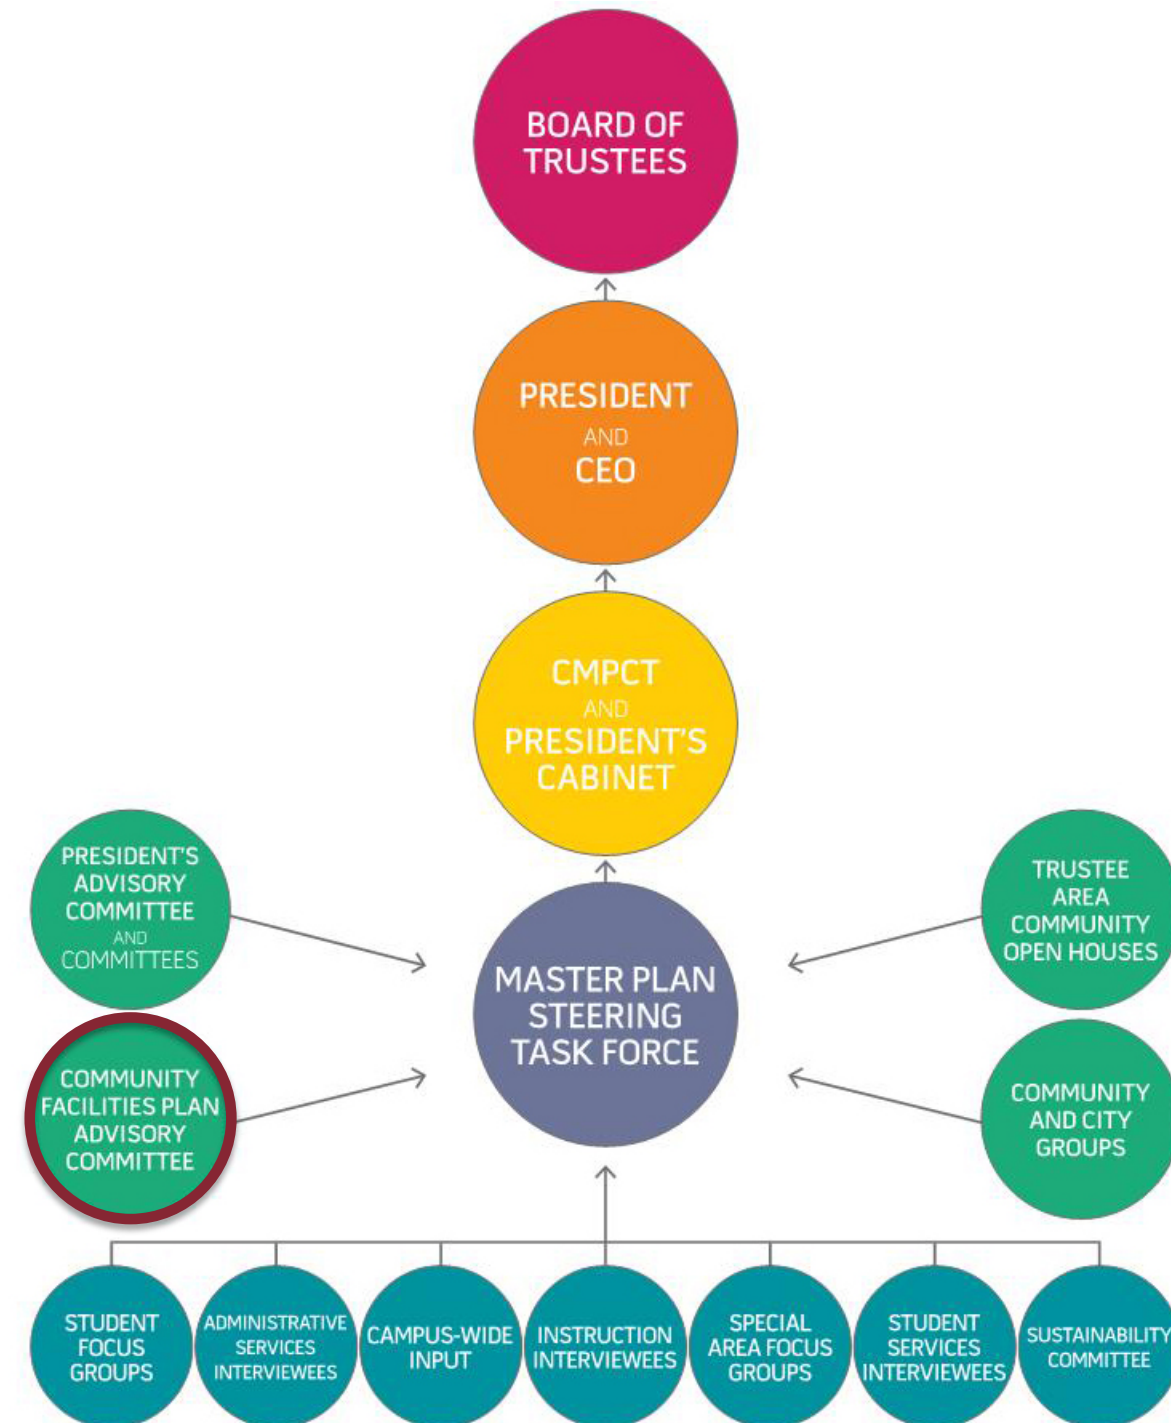 BOARD OF
TRUSTEES
PRESIDENT
AND
CEO
CMPCT
AND
PRESIDENT'S
CABINET
PRESIDENT'S
ADVISORY
COMMITTEE
AND
COMMITTEES
TRUSTEE
AREA
COMMUNITY
OPEN HOUSES
MASTER PLAN
STEERING
TASK FORCE
COMMUNITY
FACILITIES PLAN
ADVISORY
COMMITTEE
COMMUNITY
AND CITY
GROUPS
STUDENT
FOCUS
GROUPS
ADMINISTRATIVE
SERVICES
INTERVIEWEES
CAMPUS-WIDE
INPUT
INSTRUCTION
INTERVIEWEES
SPECIAL
AREA FOCUS
GROUPS
STUDENT
SERVICES
INTERVIEWEES
SUSTAINABILITY
COMMITTEE